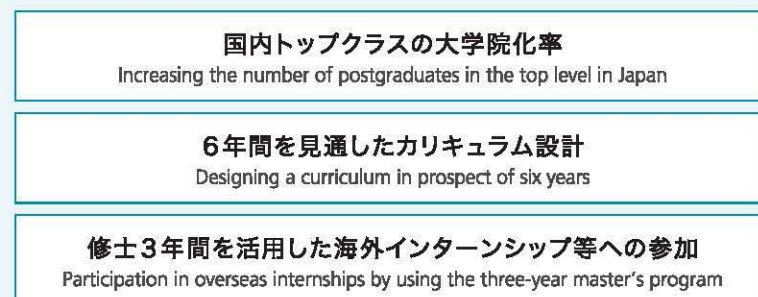 国内トップクラスの大学院化率
Increasing the number of postgraduates in the top level in Japan
6年間を見通したカリキュラム設計
Designing a curriculum in prospect of six years
修士3年間を活用した海外インターンシップ等への参加
Participation in overseas internships by using the three-year master's program